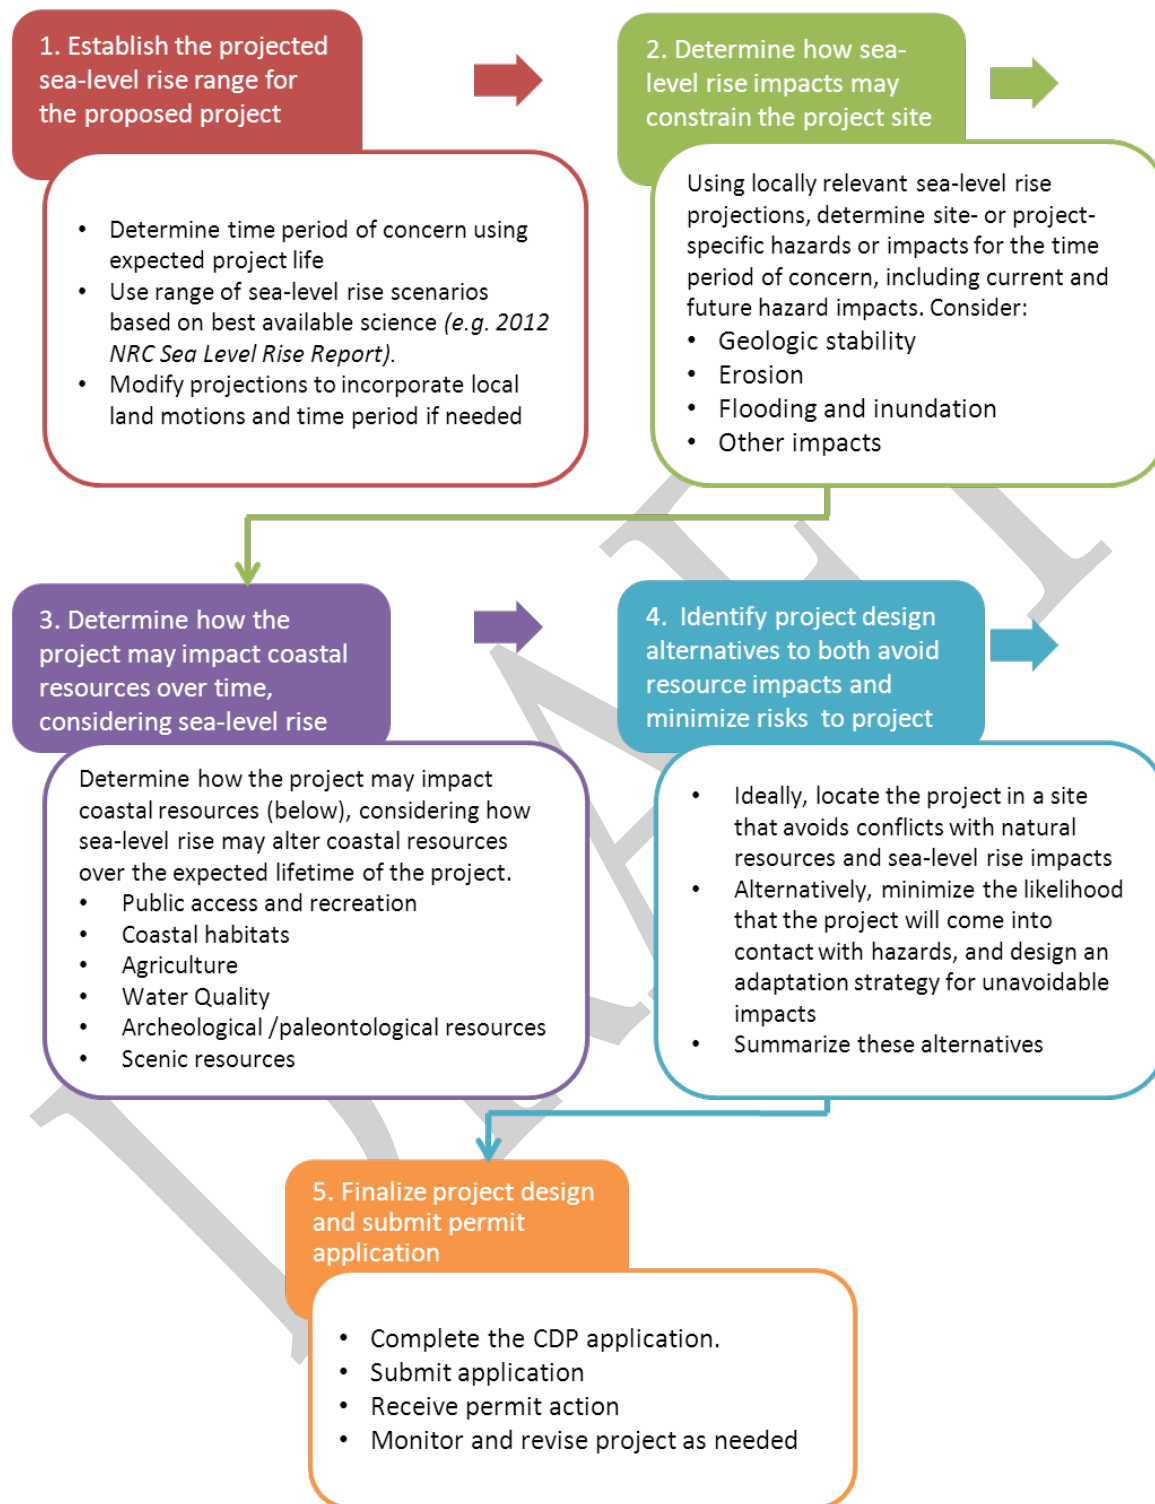 1. Establish the projected
sea-level rise range for
the proposed project
• Determine time period of concern using
expected project life
• Use range of sea-level rise scenarios
based on best available science (e.g. 2012
NRC Sea Level Rise Report).
• Modify projections to incorporate local
land motions and time period if needed
2. Determine how sea-
level rise impacts may
constrain the project site
Using locally relevant sea-level rise
projections, determine site- or project-
specific hazards or impacts for the time
period of concern, including current and
future hazard impacts. Consider:
• Geologic stability
• Erosion
• Flooding and inundation
• Other impacts
3. Determine how the
project may impact coastal
resources over time,
considering sea-level rise
Determine how the project may impact
coastal resources (below), considering how
sea-level rise may alter coastal resources
over the expected lifetime of the project.
• Public access and recreation
• Coastal habitats
• Agriculture
• Water Quality
• Archeological /paleontological resources
• Scenic resources
4. Identify project design
alternatives to both avoid
resource impacts and
minimize risks to project
• Ideally, locate the project in a site
that avoids conflicts with natural
resources and sea-level rise impacts
• Alternatively, minimize the likelihood
that the project will come into
contact with hazards, and design an
adaptation strategy for unavoidable
impacts
• Summarize these alternatives
5. Finalize project design
and submit permit
application
• Complete the CDP application.
• Submit application
• Receive permit action
• Monitor and revise project as needed
DRAFT